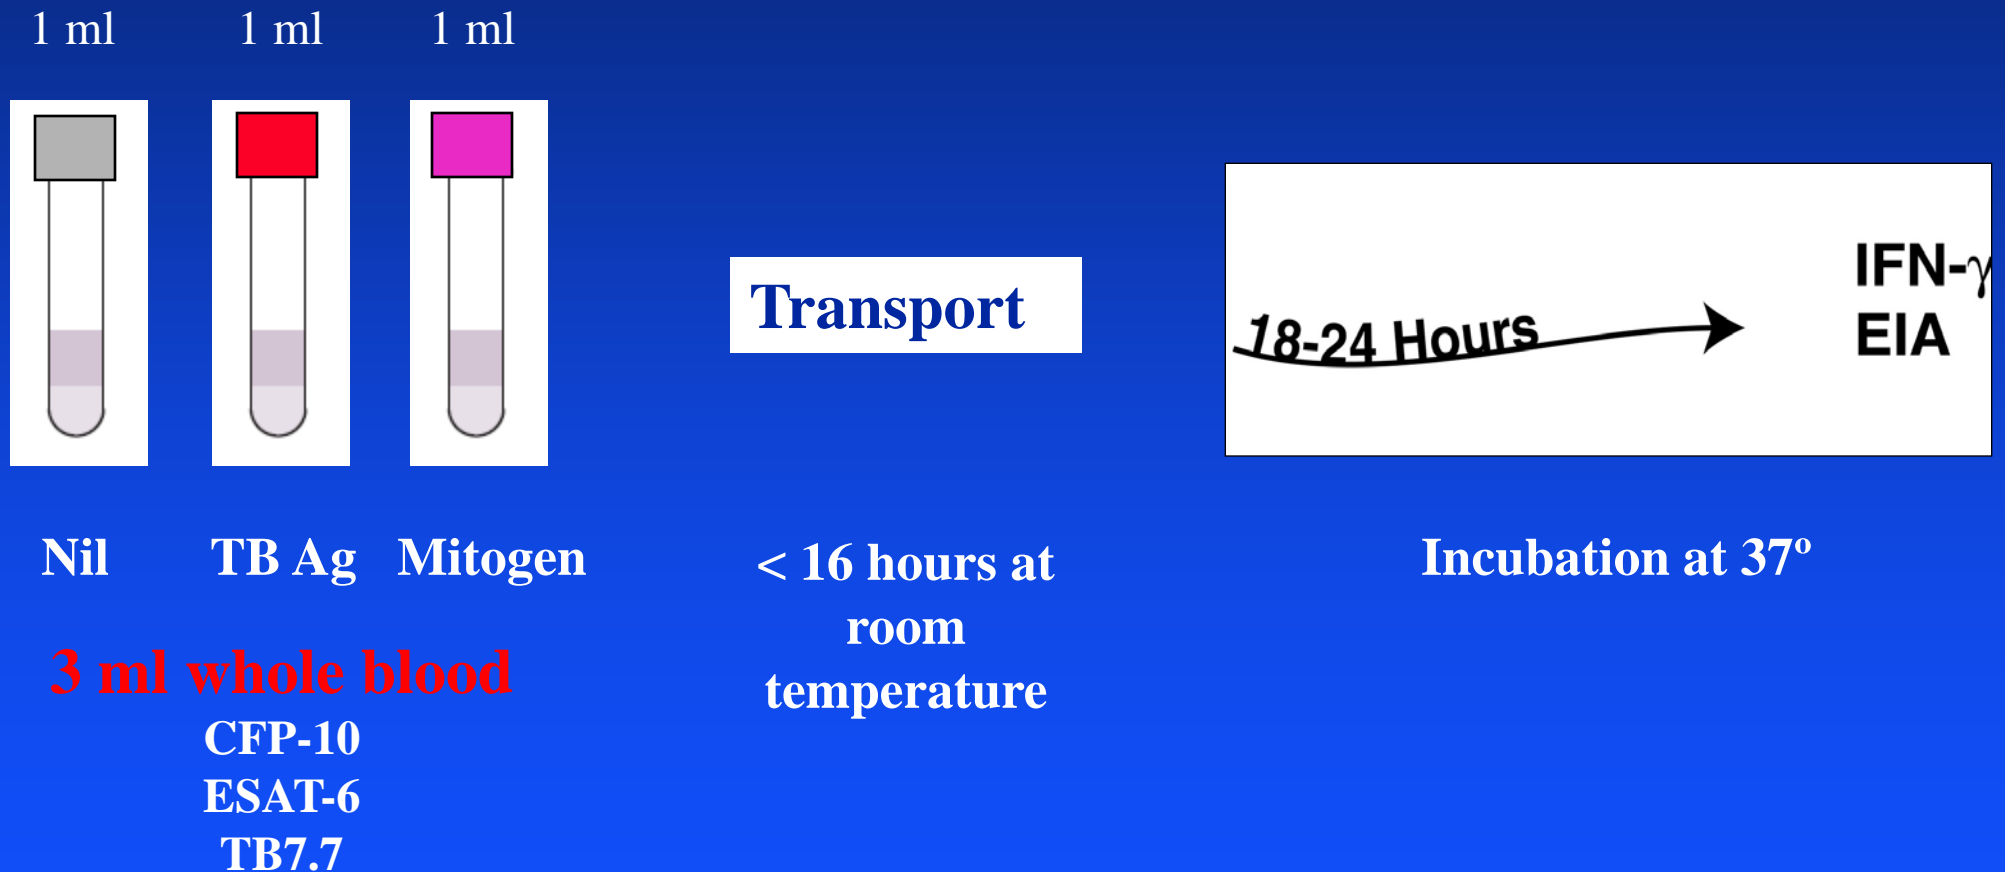 1 ml 1 ml 1 ml
Nil TB Ag Mitogen
3 ml whole blood
CFP-10
ESAT-6
TB7.7
Transport
< 16 hours at
room
temperature
18-24 Hours
IFN-γ
EIA
Incubation at 37º